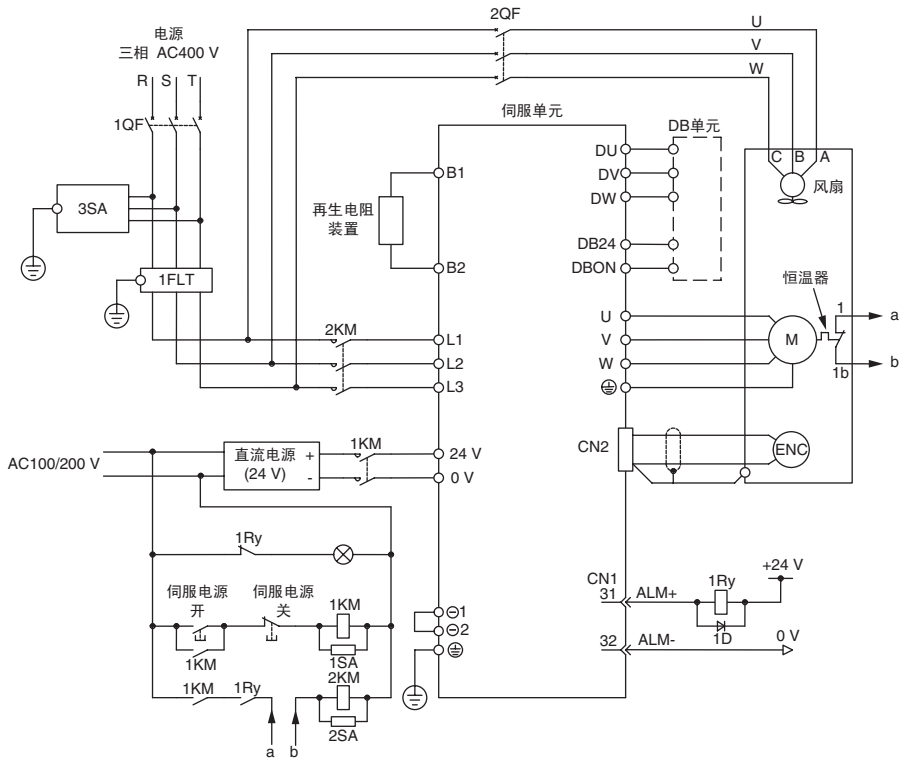 2QF
U
V
W
电源
三相 AC400 V
R S T
1QF
3SA
1FLT
伺服单元
DB单元
DU
DV
DW
DB24
DBON
C B A
风扇
B1
再生电阻
装置
B2
恒温器
1
a
1b
b
2KM
L1
L2
L3
U
V
W
M
AC100/200 V
直流电源
(24 V)
+
-
1KM
24 V
0 V
CN2
ENC
1Ry
伺服电源
开
伺服电源
关
1KM
1KM
1SA
1KM
1Ry
2KM
2SA
a
b
⊖1
⊖2
CN1
31
ALM+
1Ry
+24 V
1D
32
ALM-
0 V